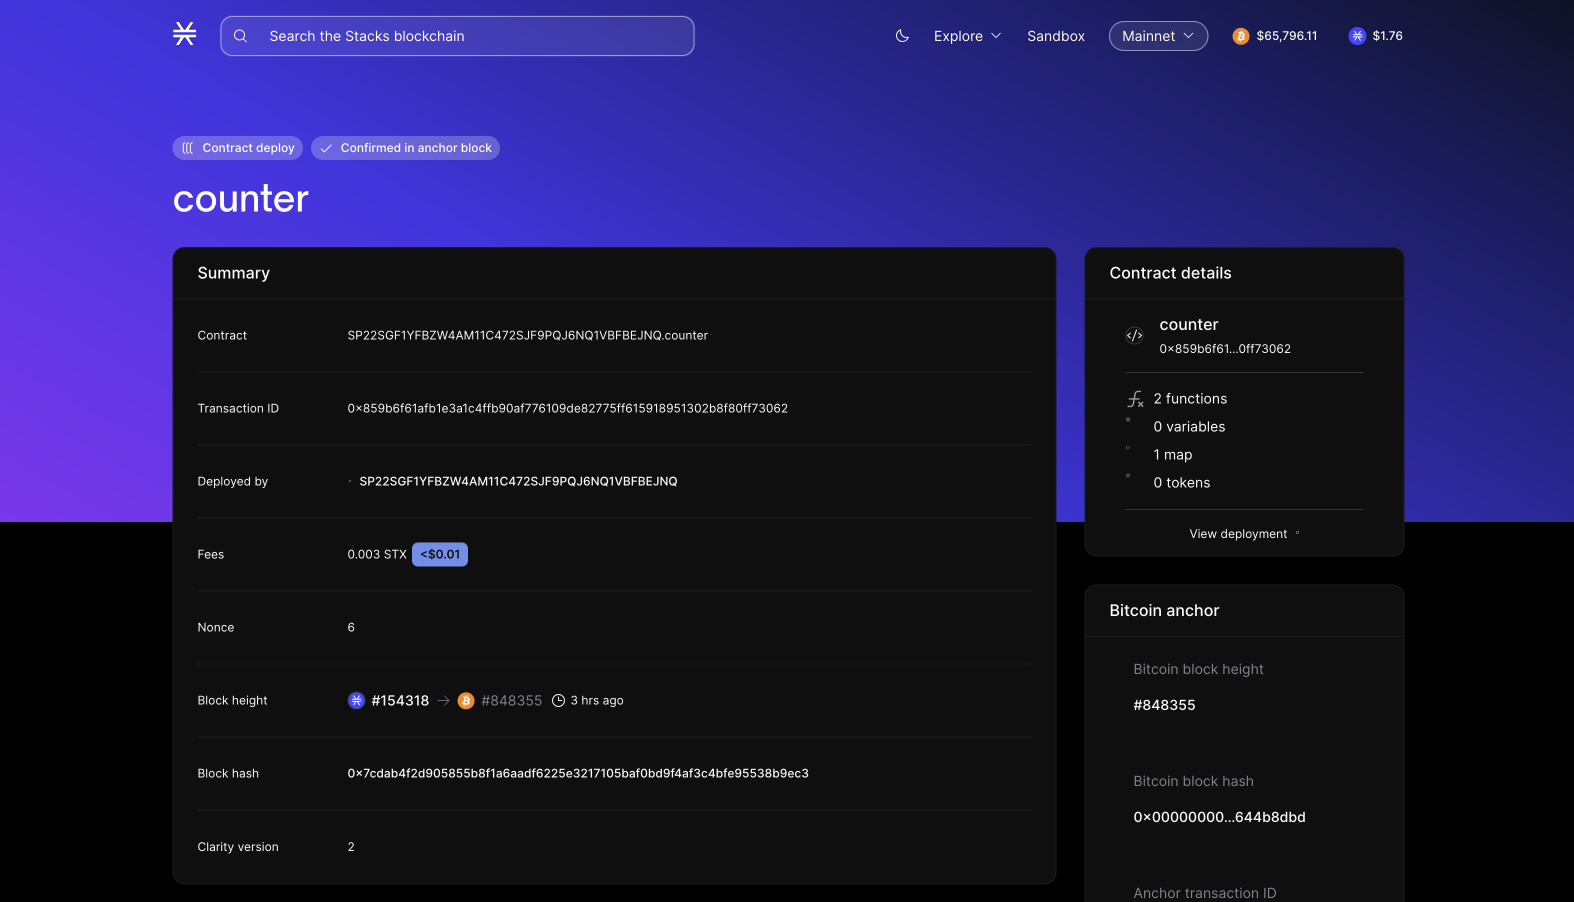 Search the Stacks blockchain
Explore
Sandbox
Mainnet
$65,796.11
$1.76
Contract deploy
Confirmed in anchor block
counter
Summary
Contract
SP22SGF1YFBZW4AM11C472SJF9PQJ6NQ1VBFBEJNQ.counter
Transaction ID
0x859b6f61afb1e3a1c4ffb90af776109de82775ff615918951302b8f80ff73062
Deployed by
SP22SGF1YFBZW4AM11C472SJF9PQJ6NQ1VBFBEJNQ
Fees
0.003 STX <$0.01
Nonce
6
Block height
#154318 → #848355 3 hrs ago
Block hash
0x7cdab4f2d905855b8f1a6aadf6225e3217105baf0bd9f4af3c4bfe95538b9ec3
Clarity version
2
Contract details
counter
0x859b6f61...0ff73062
2 functions
0 variables
1 map
0 tokens
View deployment
Bitcoin anchor
Bitcoin block height
#848355
Bitcoin block hash
0x00000000...644b8dbd
Anchor transaction ID